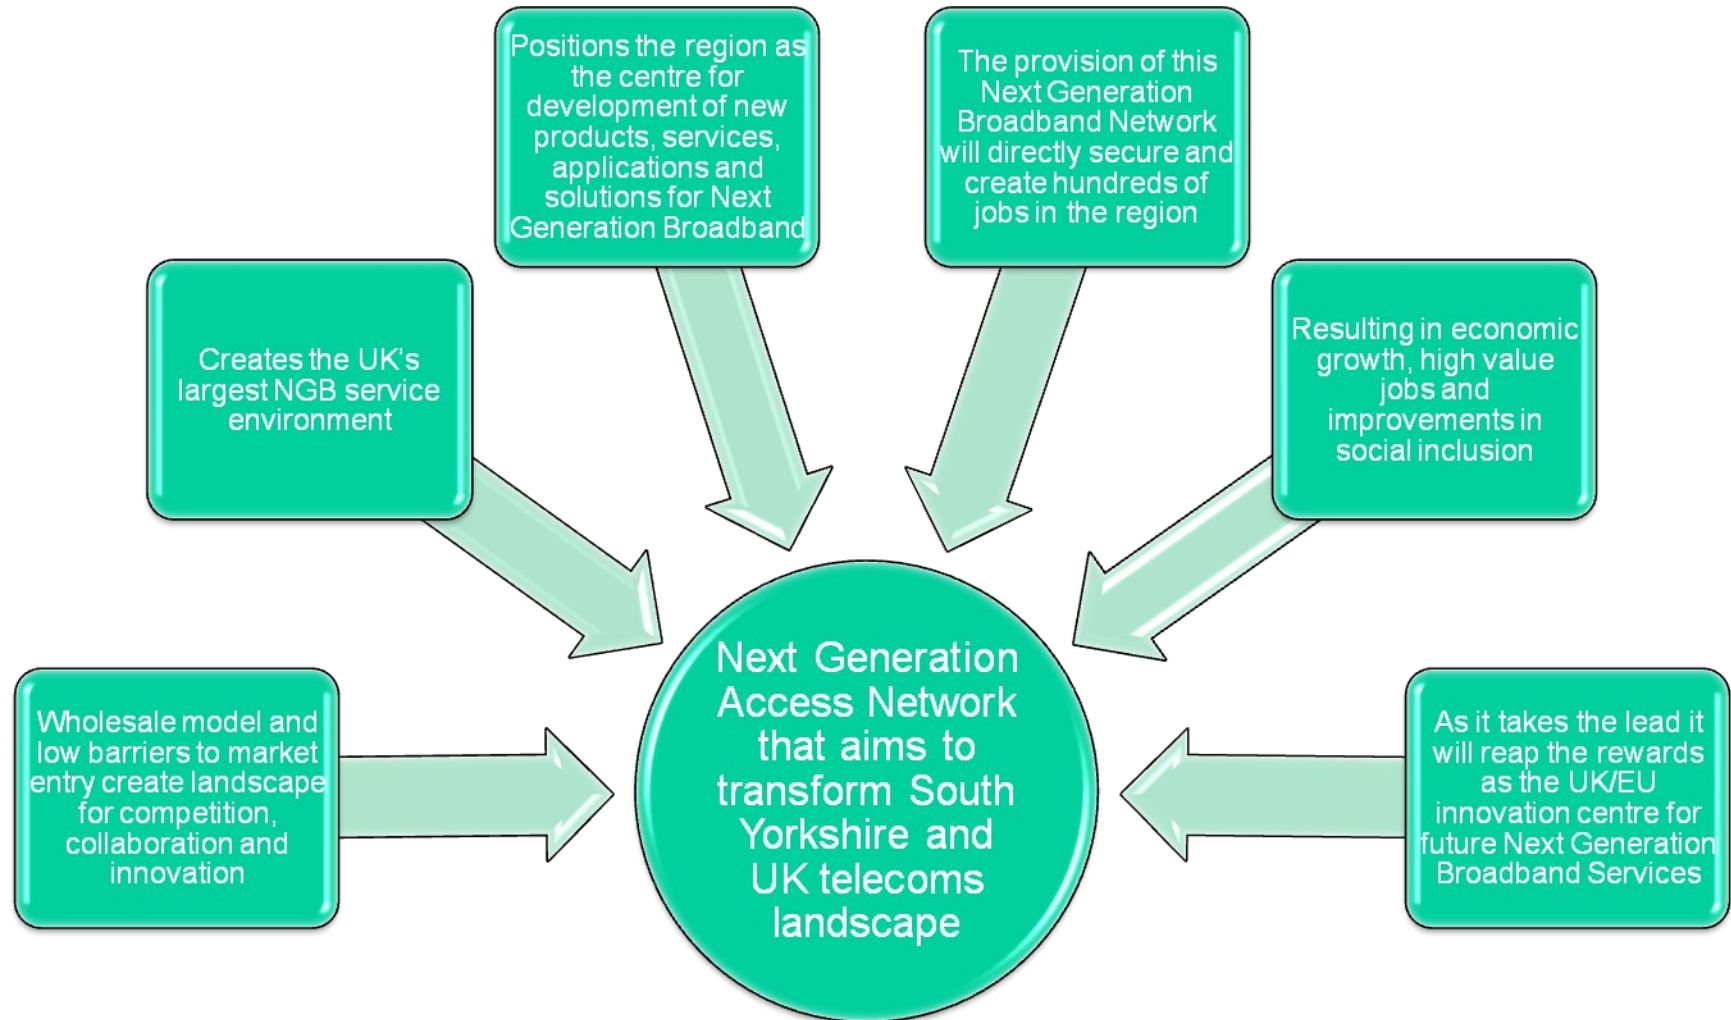 Positions the region as
the centre for
development of new
products, services,
applications and
solutions for Next
Generation Broadband
The provision of this
Next Generation
Broadband Network
will directly secure and
create hundreds of
jobs in the region
Creates the UK's
largest NGB service
environment
Resulting in economic
growth, high value
jobs and
improvements in
social inclusion
Wholesale model and
low barriers to market
entry create landscape
for competition,
collaboration and
innovation
Next Generation
Access Network
that aims to
transform South
Yorkshire and
UK telecoms
landscape
As it takes the lead it
will reap the rewards
as the UK/EU
innovation centre for
future Next Generation
Broadband Services